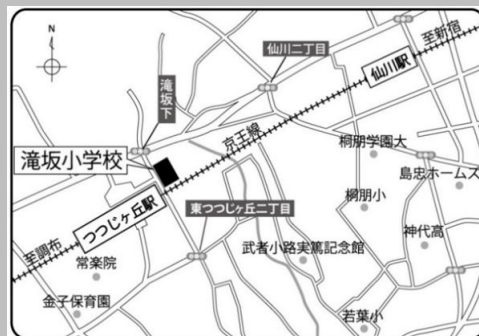 N
至新宿
仙川二丁目
仙川駅
滝坂下
京王線
桐朋学園大
島忠ホームズ
滝坂小学校
桐朋小
つつじヶ丘駅
東つつじヶ丘二丁目
神代高
武者小路実篤記念館
至調布
常楽院
金子保育園
若葉小